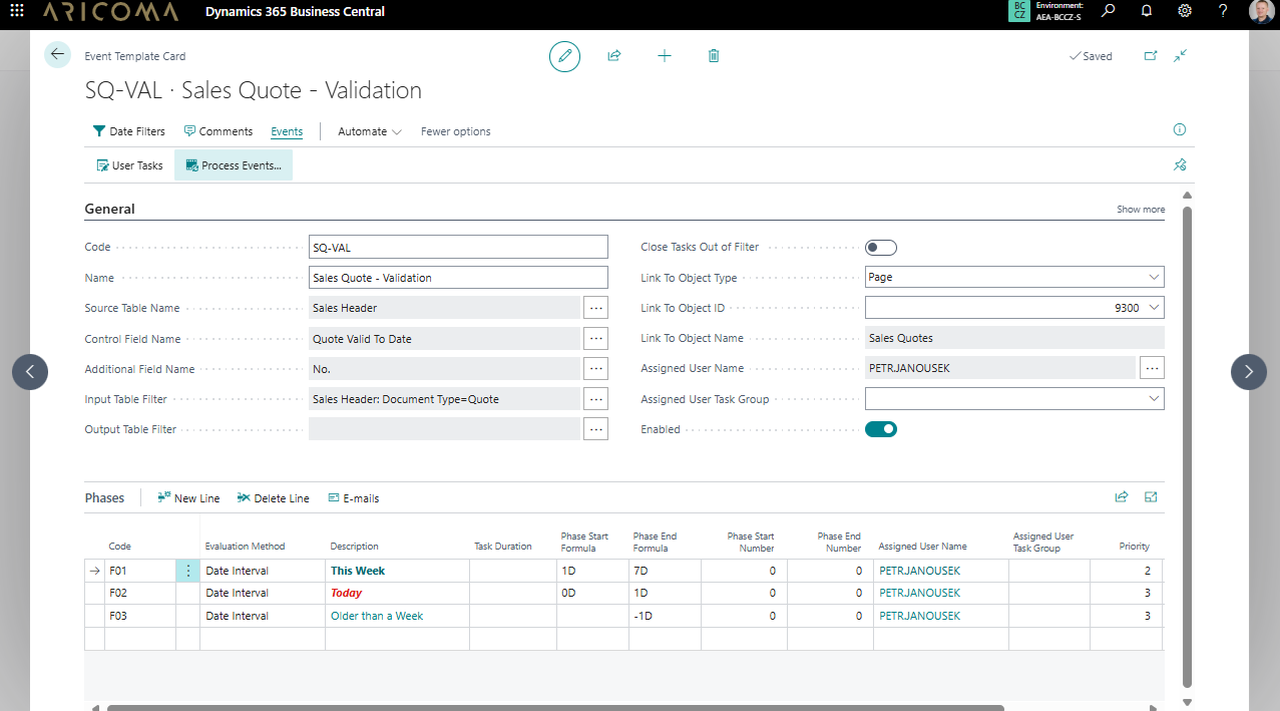 ARICOMA Dynamics 365 Business Central BC CZ Environment: AEA-BCCZ-S ?
Event Template Card Saved
SQ-VAL · Sales Quote - Validation
Date Filters Comments Events Automate Fewer options
User Tasks Process Events...
General Show more
Code SQ-VAL Close Tasks Out of Filter
Name Sales Quote - Validation Link To Object Type Page
Source Table Name Sales Header ... Link To Object ID 9300
Control Field Name Quote Valid To Date ... Link To Object Name Sales Quotes
Additional Field Name No. ... Assigned User Name PETR.JANOUSEK ...
Input Table Filter Sales Header: Document Type=Quote ... Assigned User Task Group
Output Table Filter ... Enabled
Phases New Line Delete Line E-mails
Code Evaluation Method Description Task Duration Phase Start Formula Phase End Formula Phase Start Number Phase End Number Assigned User Name Assigned User Task Group Priority
F01 Date Interval This Week 1D 7D 0 0 PETR.JANOUSEK 2
F02 Date Interval Today 0D 1D 0 0 PETR.JANOUSEK 3
F03 Date Interval Older than a Week -1D 0 0 PETR.JANOUSEK 3